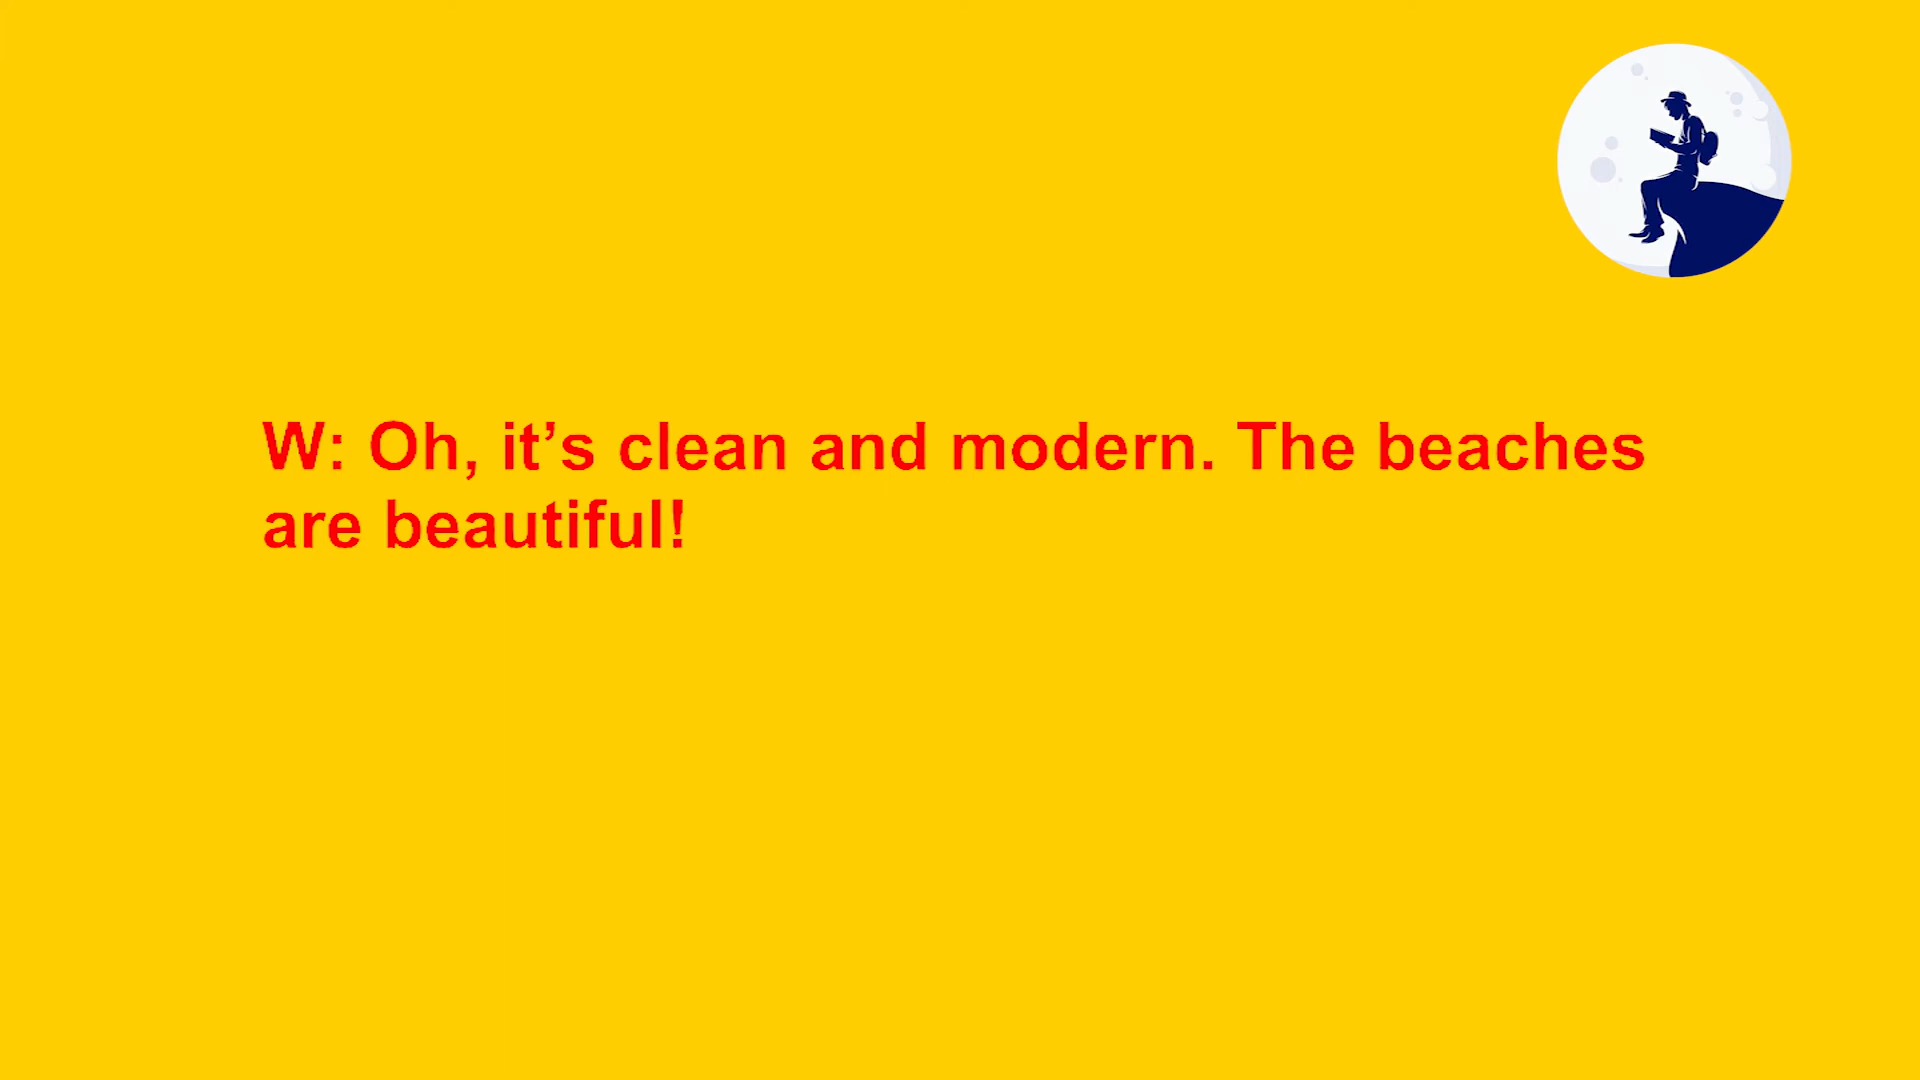 W: Oh, it’s clean and modern. The beaches
are beautiful!